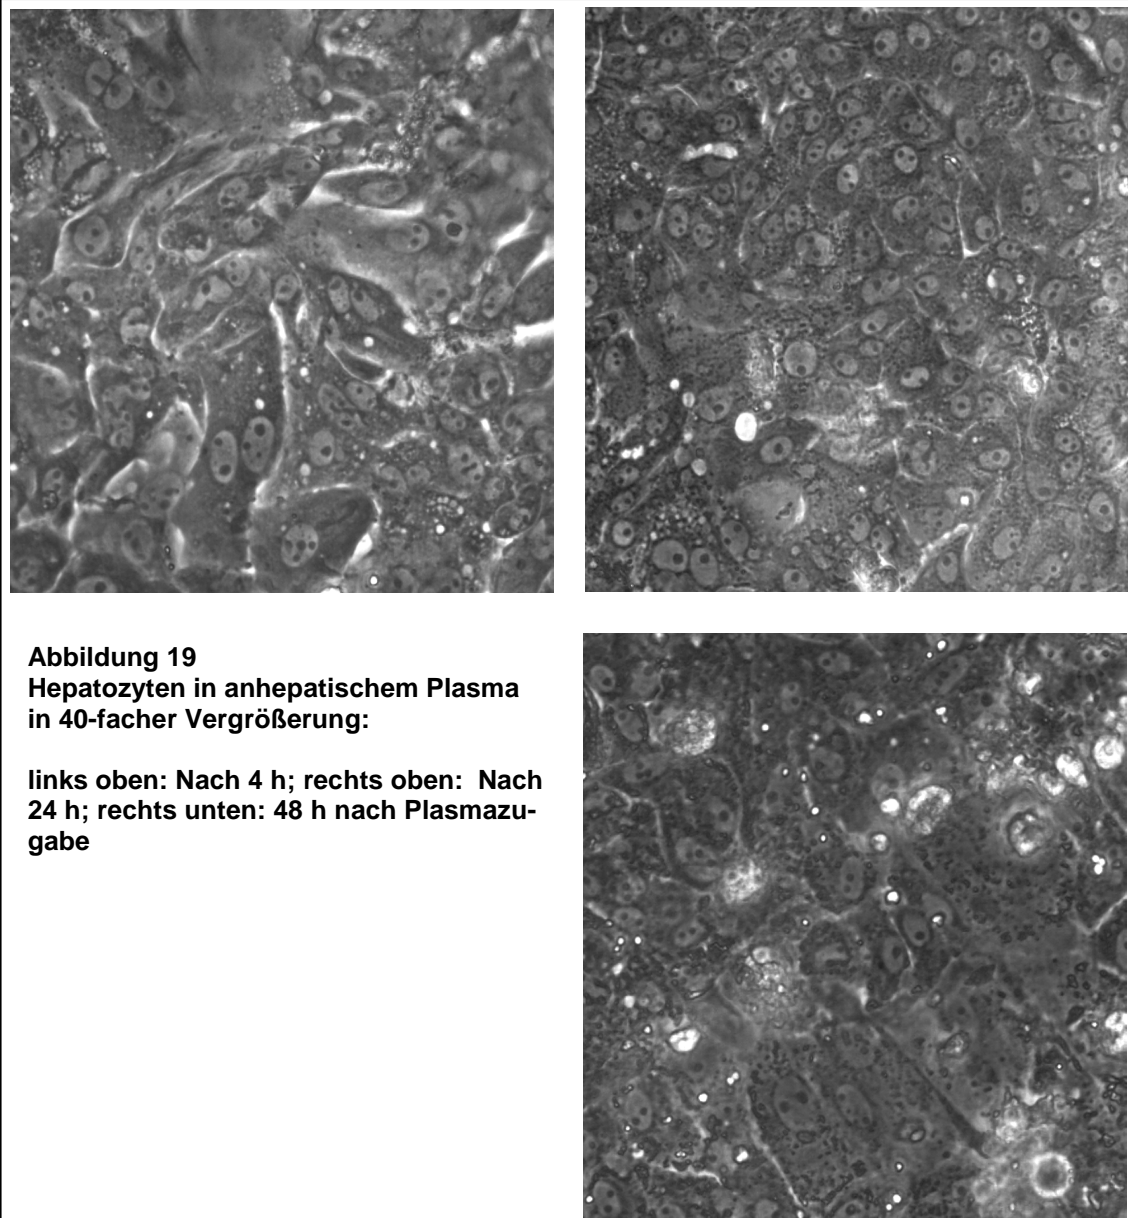 Abbildung 19
Hepatozyten in anhepatischem Plasma
in 40-facher Vergrößerung:
links oben: Nach 4 h; rechts oben:  Nach
24 h; rechts unten: 48 h nach Plasmazu-
gabe